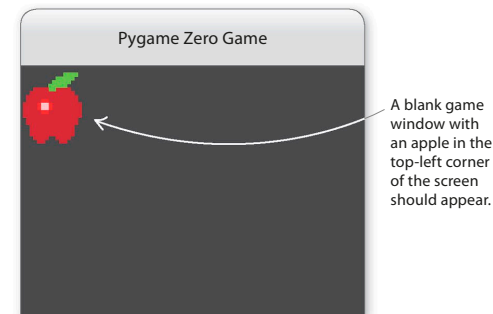 Pygame Zero Game
A blank game
window with
an apple in the
top-left corner
of the screen
should appear.